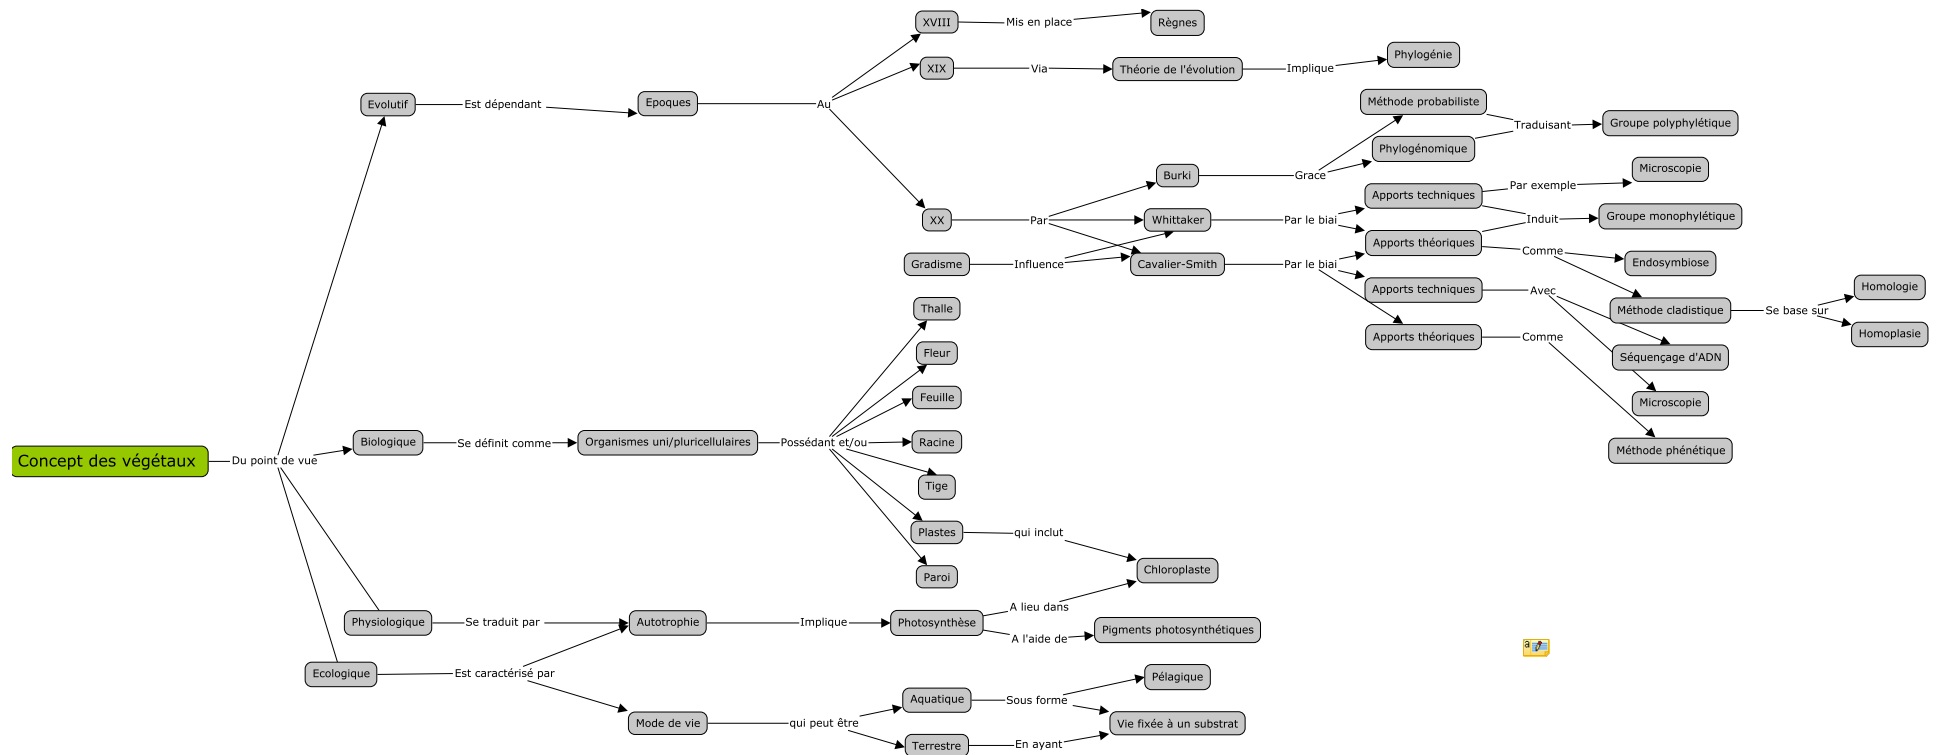 XVIII
Mis en place
Règnes
XIX
Via
Théorie de l'évolution
Implique
Phylogénie
Evolutif
Est dépendant
Epoques
Au
Méthode probabiliste
Traduisant
Groupe polyphylétique
Phylogénomique
Burki
Grace
Microscopie
Apports techniques
Par exemple
XX
Par
Whittaker
Par le biai
Induit
Groupe monophylétique
Apports théoriques
Comme
Endosymbiose
Gradisme
Influence
Cavalier-Smith
Par le biai
Apports techniques
Avec
Homologie
Méthode cladistique
Se base sur
Homoplasie
Apports théoriques
Comme
Séquençage d'ADN
Microscopie
Méthode phénétique
Thalle
Fleur
Feuille
Biologique
Se définit comme
Organismes uni/pluricellulaires
Possédant et/ou
Racine
Concept des végétaux
Du point de vue
Tige
Plastes
qui inclut
Chloroplaste
Paroi
Physiologique
Se traduit par
Autotrophie
Implique
Photosynthèse
A lieu dans
A l'aide de
Pigments photosynthétiques
Ecologique
Est caractérisé par
Mode de vie
qui peut être
Aquatique
Sous forme
Pélagique
Vie fixée à un substrat
Terrestre
En ayant
a